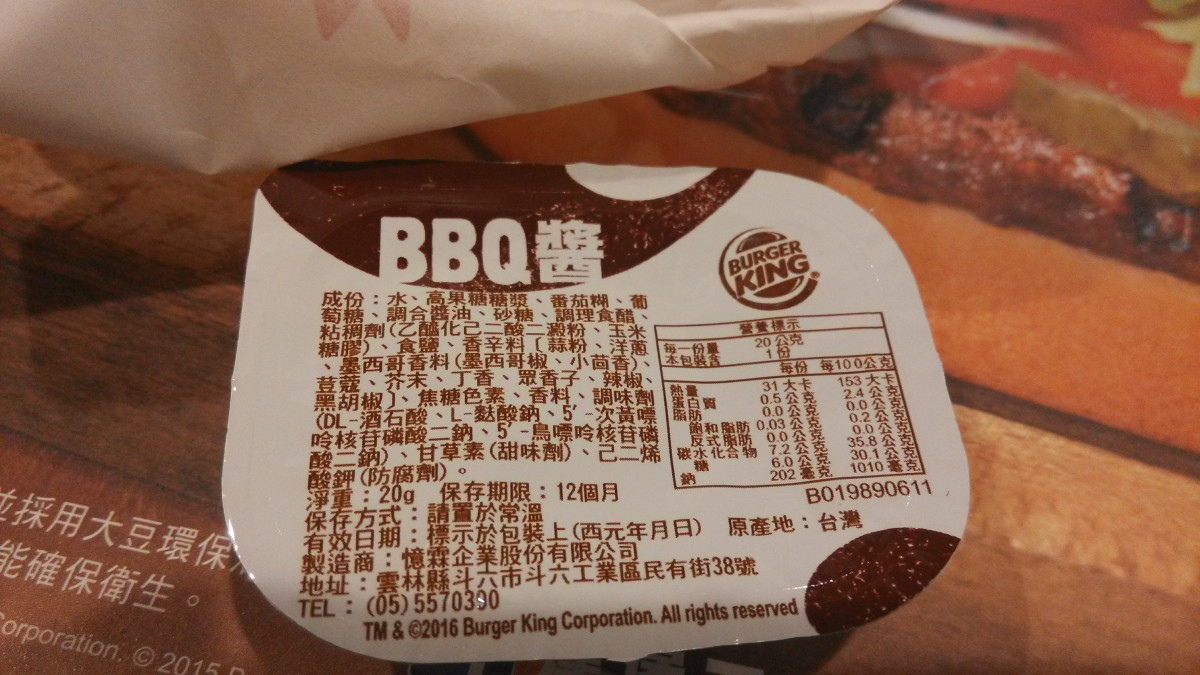 BBQ醬
BURGER
KING®
成份：水、高果糖糖漿、番茄糊、葡
萄糖、調合醬油、砂糖、調理食醋、
粘稠劑(乙醯化己二酸二澱粉、玉米
糖膠)、食鹽、香辛料〔蒜粉、洋蔥
、墨西哥香料(墨西哥椒、小茴香)、
荳蔻、芥末、丁香、眾香子、辣椒、
黑胡椒〕、焦糖色素、香料、調味劑
(DL-酒石酸、L-麩酸鈉、5'-次黃嘌
呤核苷磷酸二鈉、5'-鳥嘌呤核苷磷
酸二鈉)、甘草素(甜味劑)、己二烯
酸鉀(防腐劑)。
淨重：20g 保存期限：12個月
保存方式：請置於常溫
有效日期：標示於包裝上(西元年月日) 原產地：台灣
製造商：憶霖企業股份有限公司
地址：雲林縣斗六市斗六工業區民有街38號
TEL：(05)5570390
TM & ©2016 Burger King Corporation. All rights reserved
營養標示
每一份量 20公克
本包裝含 1份
每份 每100公克
熱量 31大卡 153大卡
蛋白質 0.5公克 2.4公克
脂肪 0.0公克 0.0公克
飽和脂肪 0.03公克 0.2公克
反式脂肪 0.0公克 0.0公克
碳水化合物 7.2公克 35.8公克
糖 6.0公克 30.1公克
鈉 202毫克 1010毫克
B019890611
並採用大豆環保
能確保衛生。
orporation. © 2015